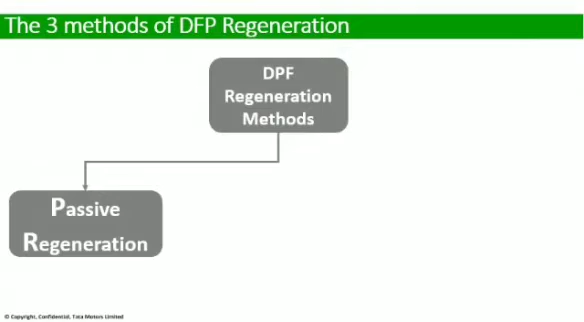 The 3 methods of DFP Regeneration
DPF
Regeneration
Methods
Passive
Regeneration
© Copyright, Confidential, Tata Motors Limited